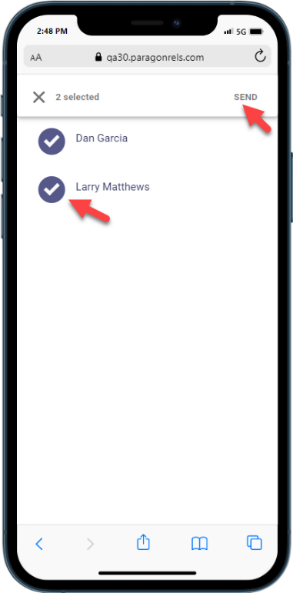 2:48 PM
5G
AA
qa30.paragonrels.com
2 selected
SEND
Dan Garcia
Larry Matthews